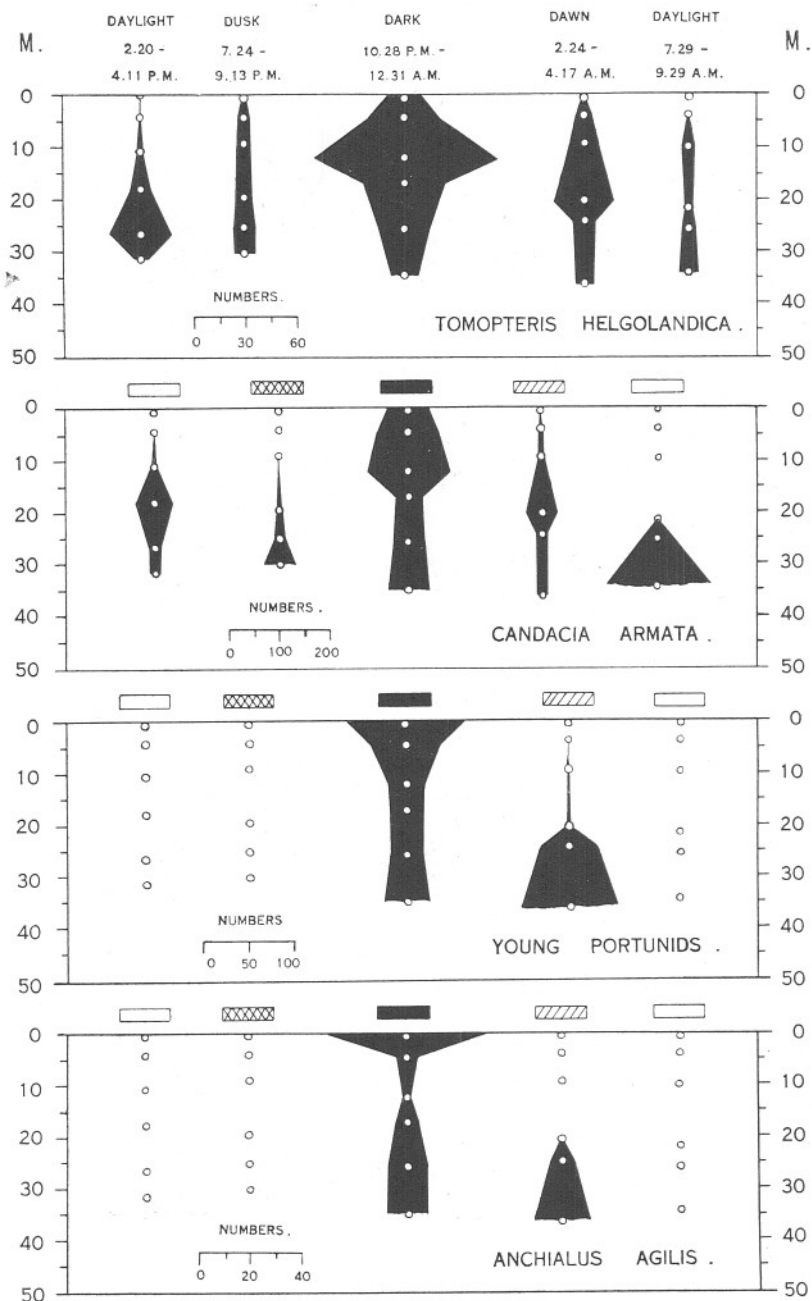 M. DAYLIGHT DUSK DARK DAWN DAYLIGHT M.
2.20 – 7.24 – 10.28 P.M. – 2.24 – 7.29 –
4.11 P.M. 9.13 P.M. 12.31 A.M. 4.17 A.M. 9.29 A.M.
0 0
10 10
20 20
30 30
NUMBERS.
0 30 60
TOMOPTERIS HELGOLANDICA .
40 40
50 50
0 0
10 10
20 20
30 30
NUMBERS .
0 100 200
CANDACIA ARMATA .
40 40
50 50
0 0
10 10
20 20
30 30
NUMBERS
0 50 100
YOUNG PORTUNIDS .
40 40
50 50
0 0
10 10
20 20
30 30
NUMBERS.
0 20 40
ANCHIALUS AGILIS .
40 40
50 50